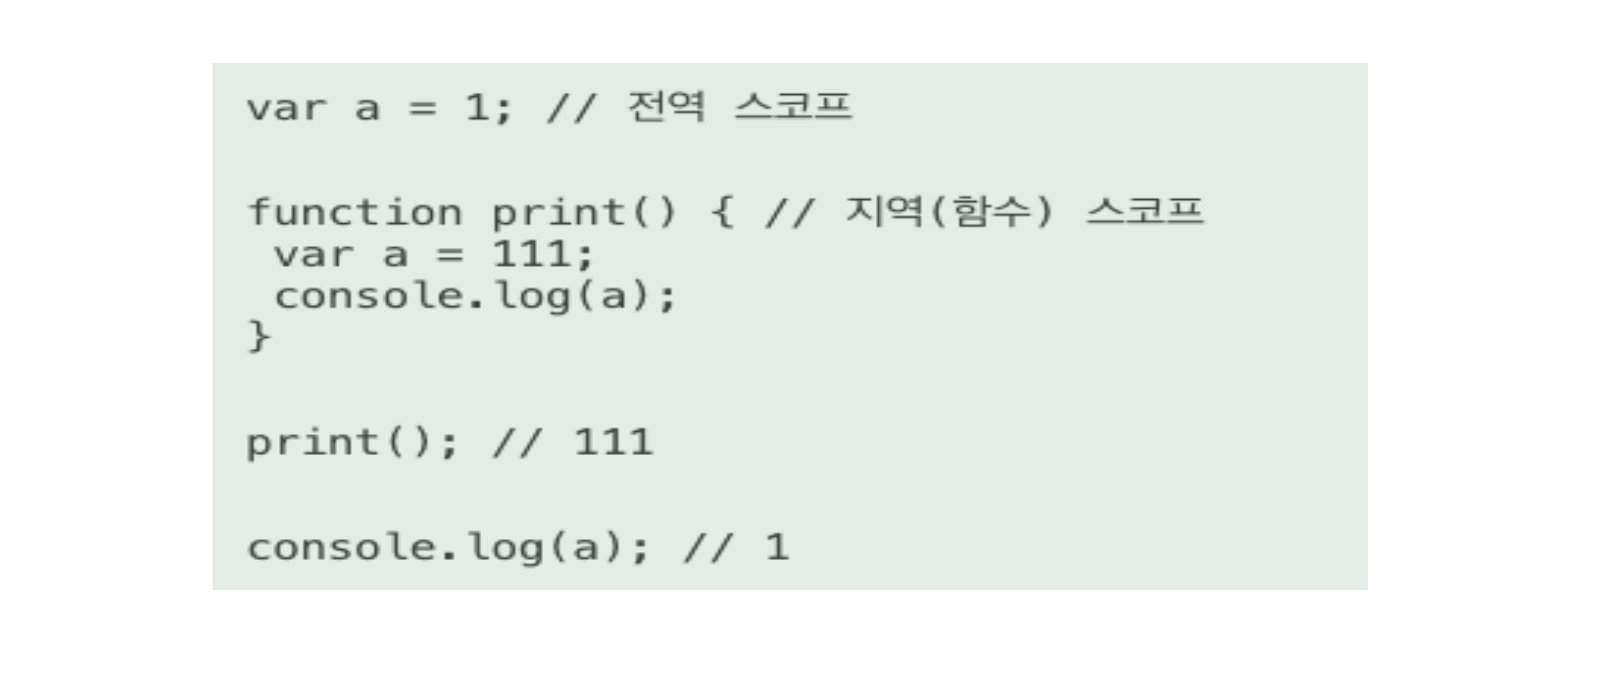 var a = 1; // 전역 스코프
function print() { // 지역(함수) 스코프
 var a = 111;
 console.log(a);
}
print(); // 111
console.log(a); // 1